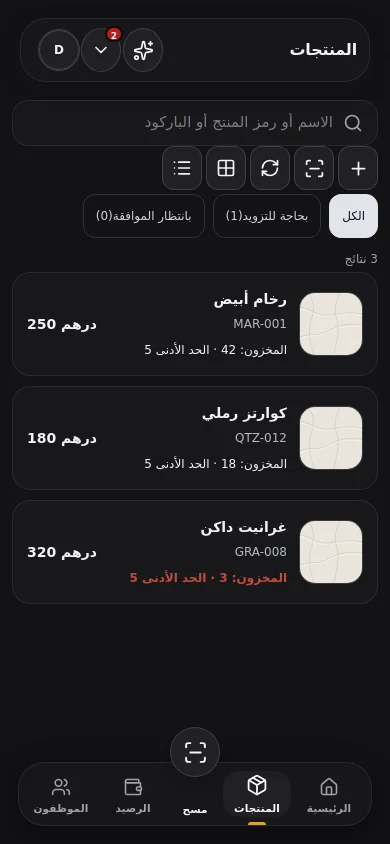 المنتجات
2
D
الاسم أو رمز المنتج أو الباركود
الكل
بحاجة للتزويد(1)
بانتظار الموافقة(0)
3 نتائج
رخام أبيض
MAR-001
250 درهم
المخزون: 42 · الحد الأدنى 5
كوارتز رملي
QTZ-012
180 درهم
المخزون: 18 · الحد الأدنى 5
غرانيت داكن
GRA-008
320 درهم
المخزون: 3 · الحد الأدنى 5
الرئيسية
المنتجات
مسح
الرصيد
الموظفون